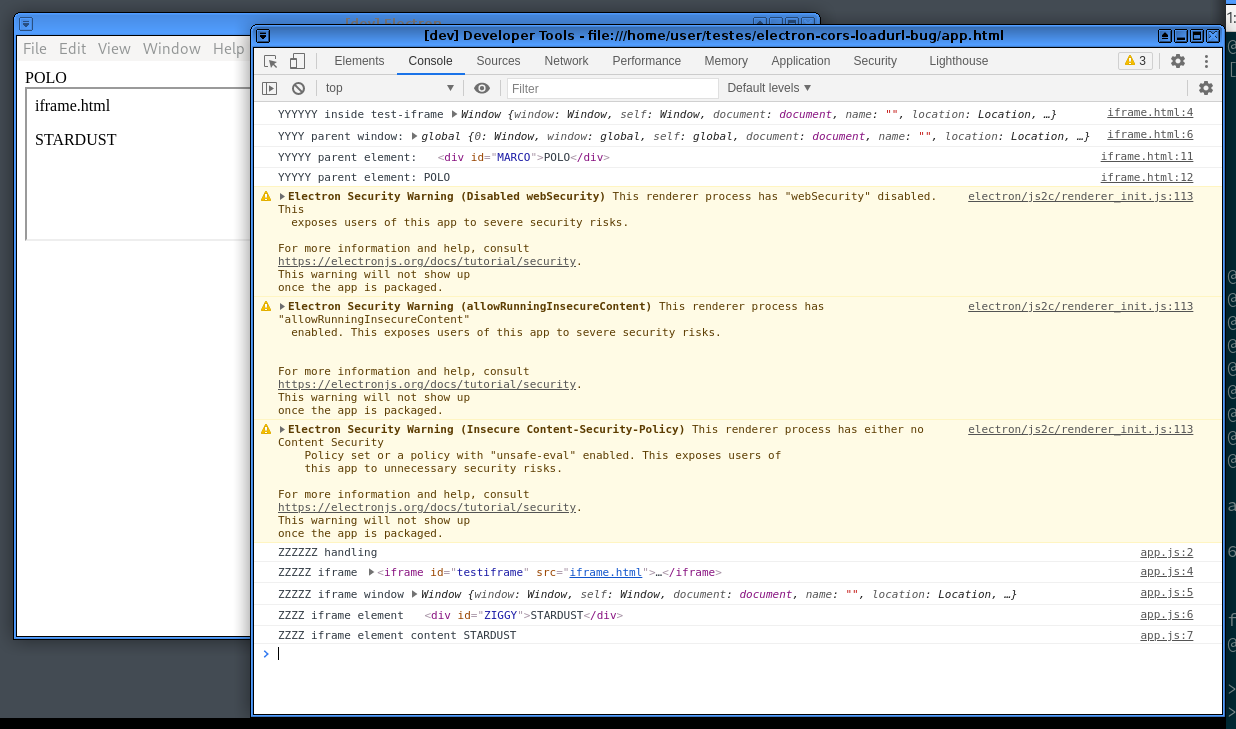 [dev] Developer Tools - file:///home/user/testes/electron-cors-loadurl-bug/app.html
File Edit View Window Help
POLO
iframe.html
STARDUST
Elements Console Sources Network Performance Memory Application Security Lighthouse 3
top Filter Default levels
YYYYYY inside test-iframe Window {window: Window, self: Window, document: document, name: "", location: Location, …} iframe.html:4
YYYY parent window: global {0: Window, window: global, self: global, document: document, name: "", location: Location, …} iframe.html:6
YYYYY parent element: <div id="MARCO">POLO</div> iframe.html:11
YYYYY parent element: POLO iframe.html:12
Electron Security Warning (Disabled webSecurity) This renderer process has "webSecurity" disabled. electron/js2c/renderer_init.js:113
This
exposes users of this app to severe security risks.
For more information and help, consult
https://electronjs.org/docs/tutorial/security.
This warning will not show up
once the app is packaged.
Electron Security Warning (allowRunningInsecureContent) This renderer process has electron/js2c/renderer_init.js:113
"allowRunningInsecureContent"
enabled. This exposes users of this app to severe security risks.
For more information and help, consult
https://electronjs.org/docs/tutorial/security.
This warning will not show up
once the app is packaged.
Electron Security Warning (Insecure Content-Security-Policy) This renderer process has either no electron/js2c/renderer_init.js:113
Content Security
Policy set or a policy with "unsafe-eval" enabled. This exposes users of
this app to unnecessary security risks.
For more information and help, consult
https://electronjs.org/docs/tutorial/security.
This warning will not show up
once the app is packaged.
ZZZZZZ handling app.js:2
ZZZZZ iframe <iframe id="testiframe" src="iframe.html">…</iframe> app.js:4
ZZZZZ iframe window Window {window: Window, self: Window, document: document, name: "", location: Location, …} app.js:5
ZZZZ iframe element <div id="ZIGGY">STARDUST</div> app.js:6
ZZZZ iframe element content STARDUST app.js:7